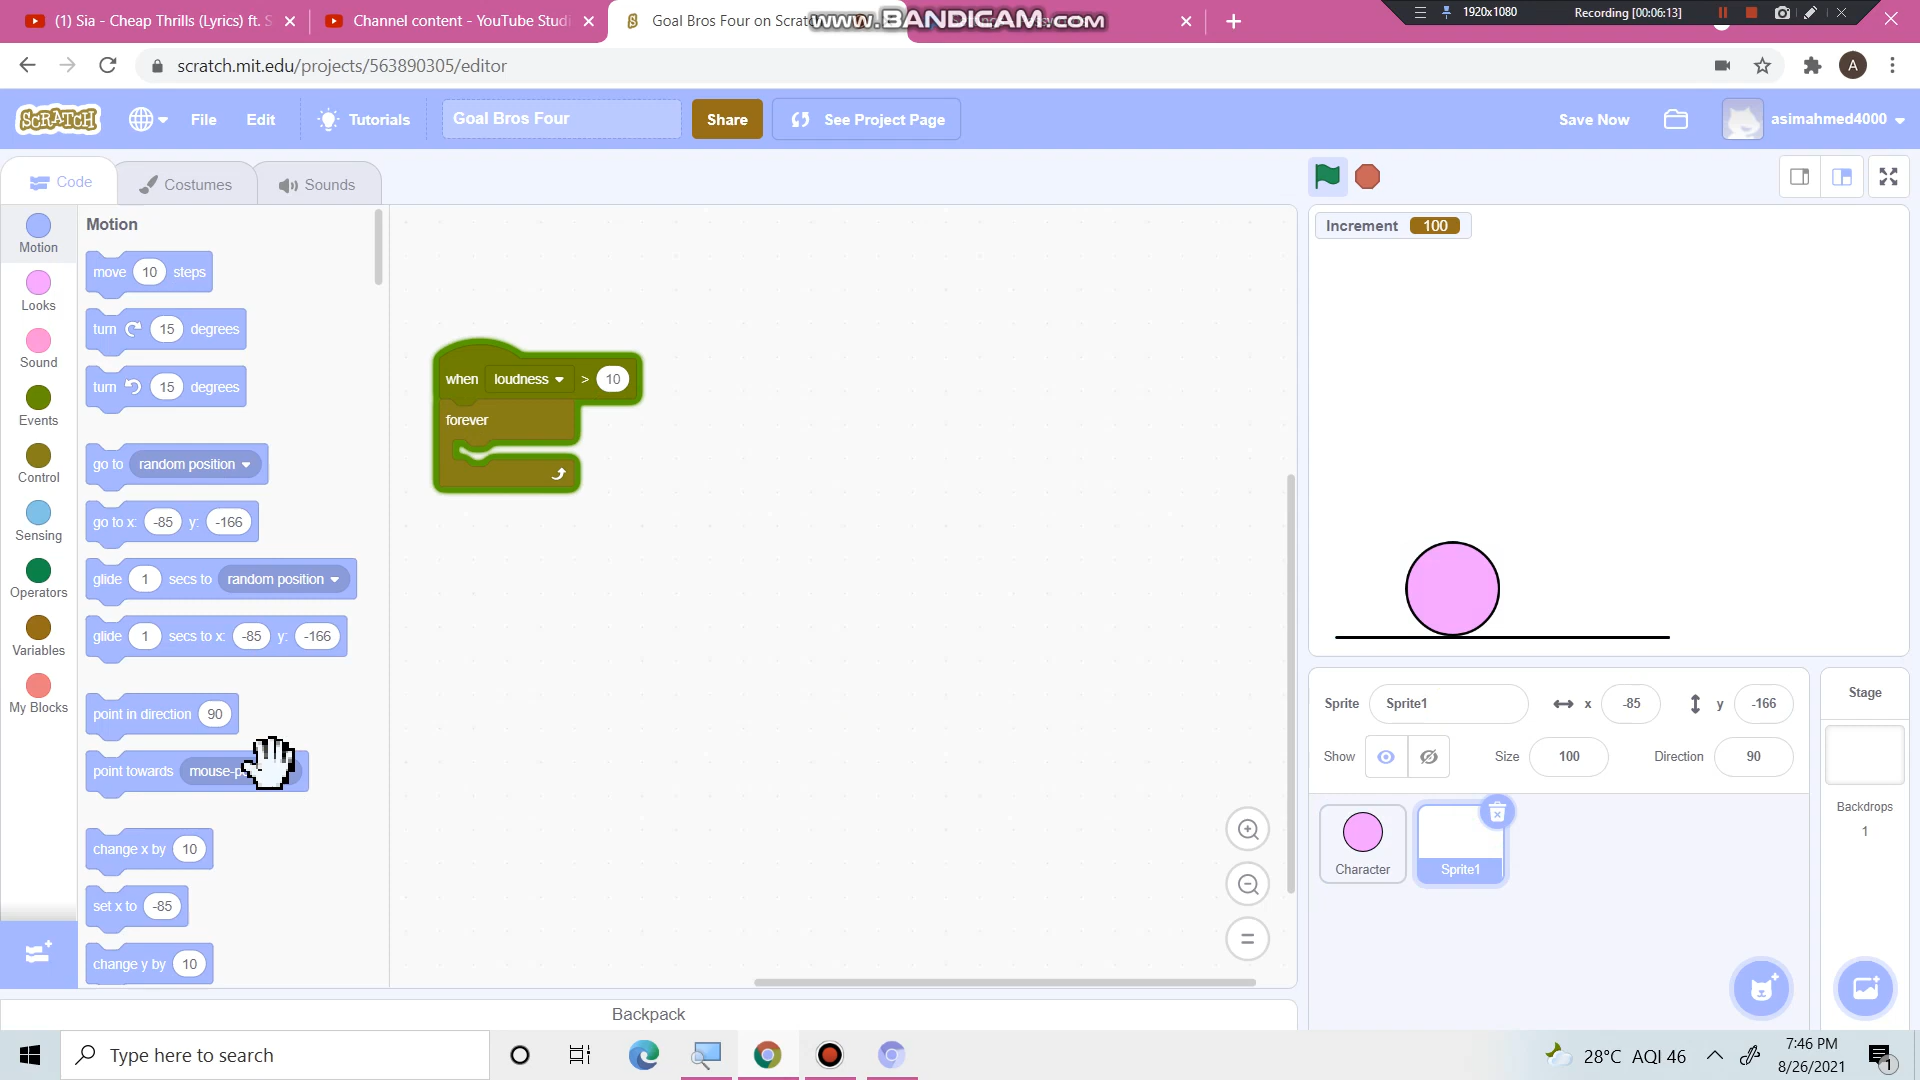 (1) Sia - Cheap Thrills (Lyrics) ft. S
Channel content - YouTube Studi
Goal Bros Four on Scratc
www.BANDICAM.com
1920x1080
Recording [00:06:13]
scratch.mit.edu/projects/563890305/editor
A
SCRATCH
File
Edit
Tutorials
Goal Bros Four
Share
See Project Page
Save Now
asimahmed4000
Code
Costumes
Sounds
Motion
Looks
Sound
Events
Control
Sensing
Operators
Variables
My Blocks
Motion
move 10 steps
turn 15 degrees
turn 15 degrees
go to random position
go to x: -85 y: -166
glide 1 secs to random position
glide 1 secs to x: -85 y: -166
point in direction 90
point towards mouse-p
change x by 10
set x to -85
change y by 10
when loudness > 10
forever
Backpack
Increment 100
Sprite Sprite1 x -85 y -166
Show Size 100 Direction 90
Character
Sprite1
Stage
Backdrops
1
Type here to search
28°C AQI 46
7:46 PM
8/26/2021
1